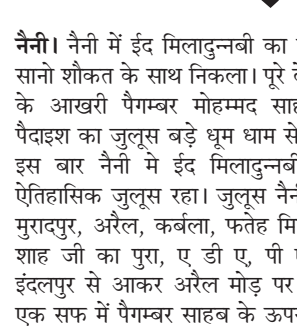 नैनी। नैनी में ईद मिलादुन्नबी का
सानो शौकत के साथ निकला। पूरे
के आखरी पैगम्बर मोहम्मद
पैदाइश का जुलूस बड़े धूम धाम से
इस बार नैनी मे ईद मिलादुन्नबी
ऐतिहासिक जुलूस रहा। जुलूस
मुरादपुर, अरैल, कर्बला, फतेह
शाह जी का पुरा, ए डी ए, पी
इंदलपुर से आकर अरैल मोड़ पर
एक सफ में पैगम्बर साहब के